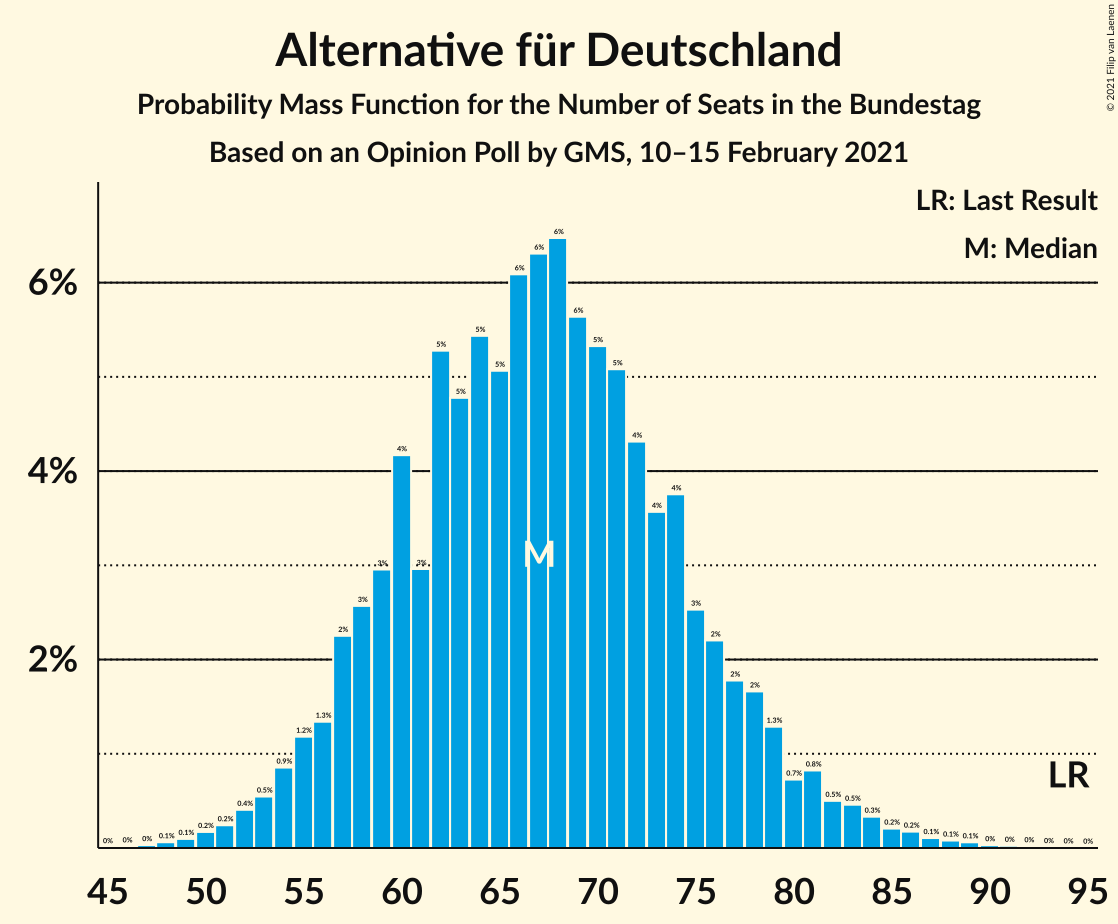 Alternative für Deutschland
Probability Mass Function for the Number of Seats in the Bundestag
Based on an Opinion Poll by GMS, 10–15 February 2021
© 2021 Filip van Laenen
LR: Last Result
M: Median
6%
4%
2%
0% 0% 0% 0.1% 0.1% 0.2% 0.2% 0.4% 0.5% 0.9% 1.2% 1.3% 2% 3% 3% 4% 3% 5% 5% 5% 5% 6% 6% 6% 6% 5% 5% 4% 4% 4% 3% 2% 2% 2% 1.3% 0.7% 0.8% 0.5% 0.5% 0.3% 0.2% 0.2% 0.1% 0.1% 0.1% 0% 0% 0% 0% 0% 0%
M
LR
45 50 55 60 65 70 75 80 85 90 95